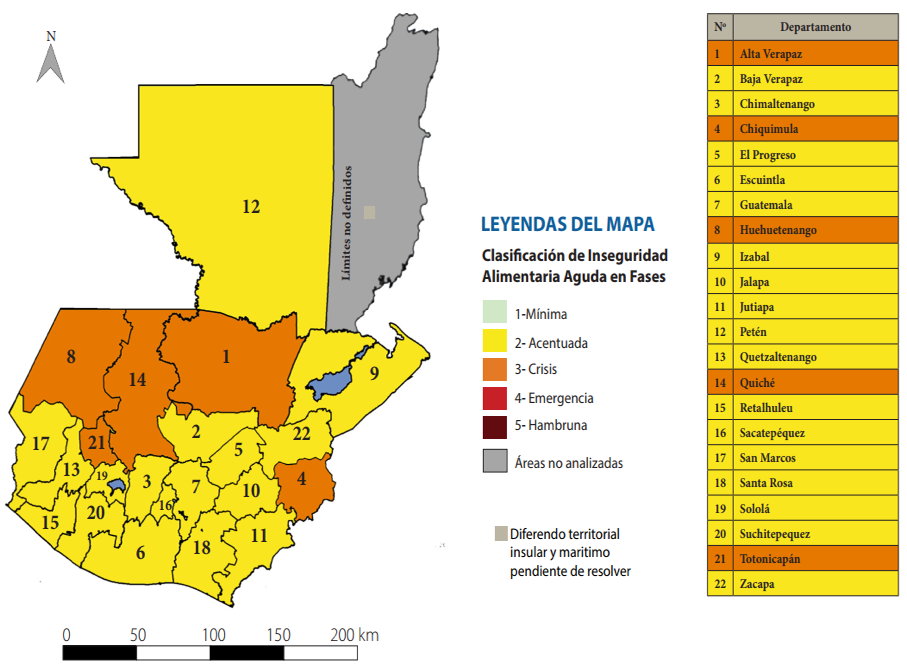 N
12
Límites no definidos
8
14
1
9
17
21
2
22
13
19
5
4
3
7
10
16
15
20
11
6
18
0 50 100 150 200 km
LEYENDAS DEL MAPA
Clasificación de Inseguridad
Alimentaria Aguda en Fases
1-Mínima
2- Acentuada
3- Crisis
4- Emergencia
5- Hambruna
Áreas no analizadas
Diferendo territorial
insular y maritimo
pendiente de resolver
Nº Departamento
1 Alta Verapaz
2 Baja Verapaz
3 Chimaltenango
4 Chiquimula
5 El Progreso
6 Escuintla
7 Guatemala
8 Huehuetenango
9 Izabal
10 Jalapa
11 Jutiapa
12 Petén
13 Quetzaltenango
14 Quiché
15 Retalhuleu
16 Sacatepéquez
17 San Marcos
18 Santa Rosa
19 Sololá
20 Suchitepequez
21 Totonicapán
22 Zacapa